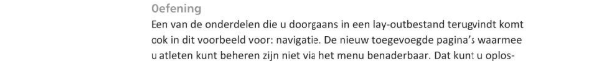 Oefening
Een van de onderdelen die u doorgaans in een lay-outbestand terugvindt komt
ook in dit voorbeeld voor: navigatie. De nieuw toegevoegde pagina's waarmee
u atleten kunt beheren zijn niet via het menu benaderbaar. Dat kunt u oplos-